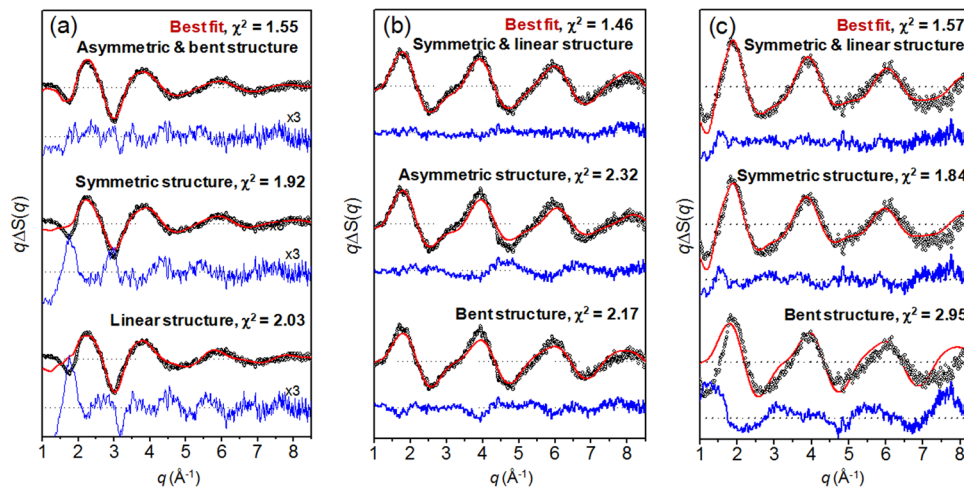 (a)
Best fit, χ² = 1.55
Asymmetric & bent structure
x3
Symmetric structure, χ² = 1.92
x3
Linear structure, χ² = 2.03
x3
qΔS(q)
1 2 3 4 5 6 7 8
q (Å⁻¹)
(b)
Best fit, χ² = 1.46
Symmetric & linear structure
Asymmetric structure, χ² = 2.32
Bent structure, χ² = 2.17
qΔS(q)
1 2 3 4 5 6 7 8
q (Å⁻¹)
(c)
Best fit, χ² = 1.57
Symmetric & linear structure
Symmetric structure, χ² = 1.84
Bent structure, χ² = 2.95
qΔS(q)
1 2 3 4 5 6 7 8
q (Å⁻¹)